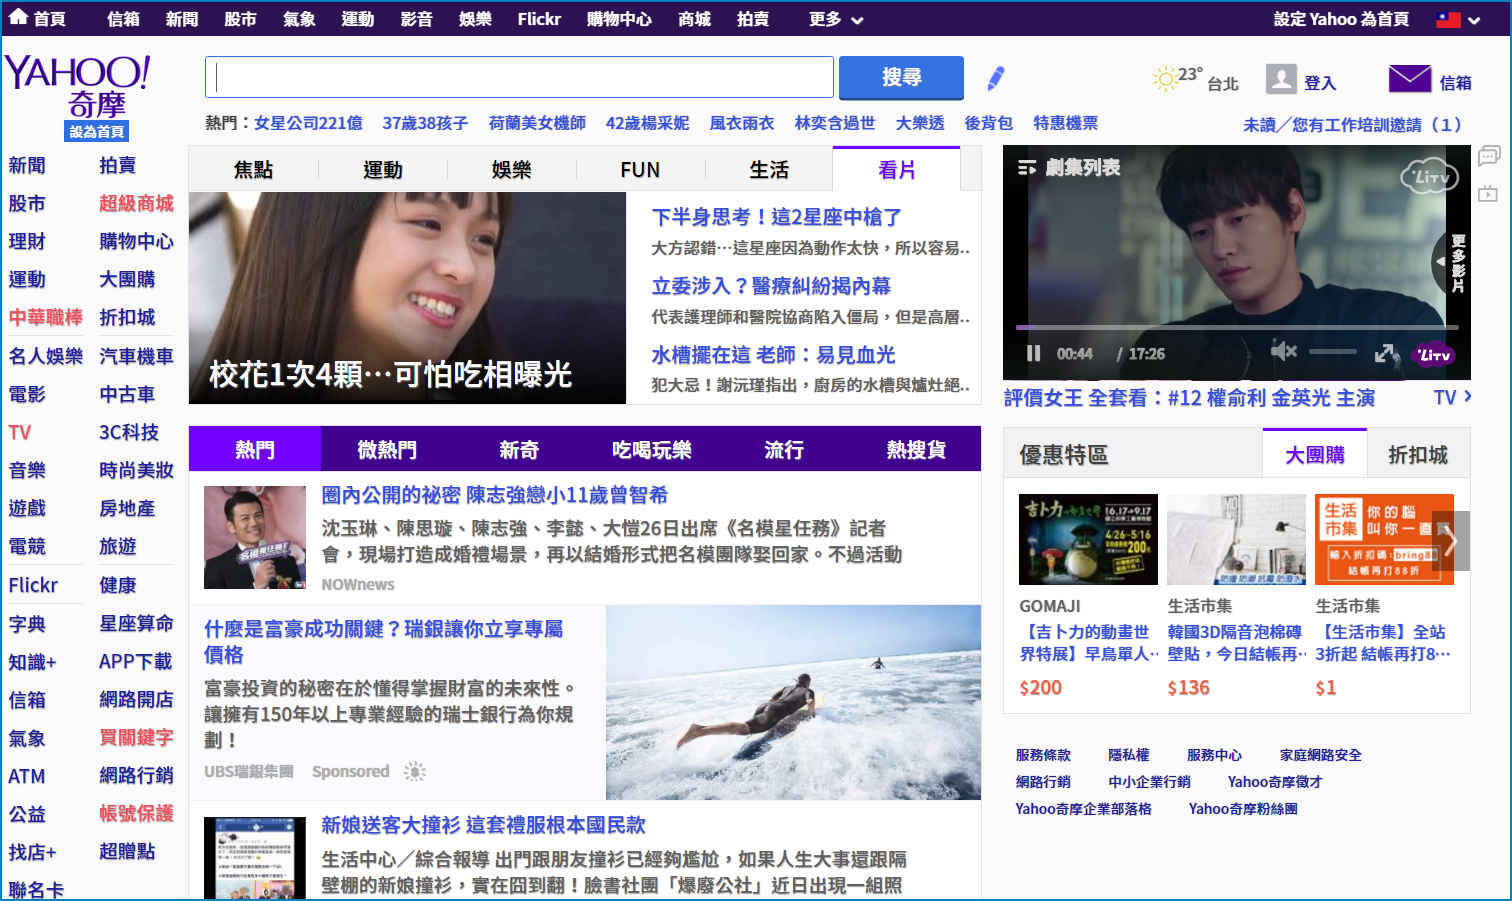 首頁 信箱 新聞 股市 氣象 運動 影音 娛樂 Flickr 購物中心 商城 拍賣 更多 設定 Yahoo 為首頁
YAHOO!
奇摩
設為首頁
搜尋
23° 台北 登入 信箱
熱門：女星公司221億 37歲38孩子 荷蘭美女機師 42歲楊采妮 風衣雨衣 林奕含過世 大樂透 後背包 特惠機票
未讀／您有工作培訓邀請（1）
新聞 拍賣
股市 超級商城
理財 購物中心
運動 大團購
中華職棒 折扣城
名人娛樂 汽車機車
電影 中古車
TV 3C科技
音樂 時尚美妝
遊戲 房地產
電競 旅遊
Flickr 健康
字典 星座算命
知識+ APP下載
信箱 網路開店
氣象 買關鍵字
ATM 網路行銷
公益 帳號保護
找店+ 超贈點
聯名卡
焦點 運動 娛樂 FUN 生活 看片
校花1次4顆…可怕吃相曝光
下半身思考！這2星座中槍了
大方認錯…這星座因為動作太快，所以容易..
立委涉入？醫療糾紛揭內幕
代表護理師和醫院協商陷入僵局，但是高層..
水槽擺在這 老師：易見血光
犯大忌！謝沅瑾指出，廚房的水槽與爐灶絕..
熱門 微熱門 新奇 吃喝玩樂 流行 熱搜貨
圈內公開的祕密 陳志強戀小11歲曾智希
沈玉琳、陳思璇、陳志強、李懿、大愷26日出席《名模星任務》記者
會，現場打造成婚禮場景，再以結婚形式把名模團隊娶回家。不過活動
NOWnews
什麼是富豪成功關鍵？瑞銀讓你立享專屬
價格
富豪投資的秘密在於懂得掌握財富的未來性。
讓擁有150年以上專業經驗的瑞士銀行為你規
劃！
UBS瑞銀集團 Sponsored
新娘送客大撞衫 這套禮服根本國民款
生活中心／綜合報導 出門跟朋友撞衫已經夠尷尬，如果人生大事還跟隔
壁棚的新娘撞衫，實在囧到翻！臉書社團「爆廢公社」近日出現一組照
劇集列表
LiTV
更多影片
00:44 / 17:26
LiTV
評價女王 全套看：#12 權俞利 金英光 主演 TV
優惠特區 大團購 折扣城
吉卜力
16.17 9.17
4/26-5/16
200
生活市集
你的腦
叫你一直
輸入折扣碼:bring88
結帳再打88折
GOMAJI 生活市集 生活市集
【吉卜力的動畫世 韓國3D隔音泡棉磚 【生活市集】全站
界特展】早鳥單人‥ 壁貼，今日結帳再‥ 3折起 結帳再打8…
$200 $136 $1
服務條款 隱私權 服務中心 家庭網路安全
網路行銷 中小企業行銷 Yahoo奇摩徵才
Yahoo奇摩企業部落格 Yahoo奇摩粉絲團